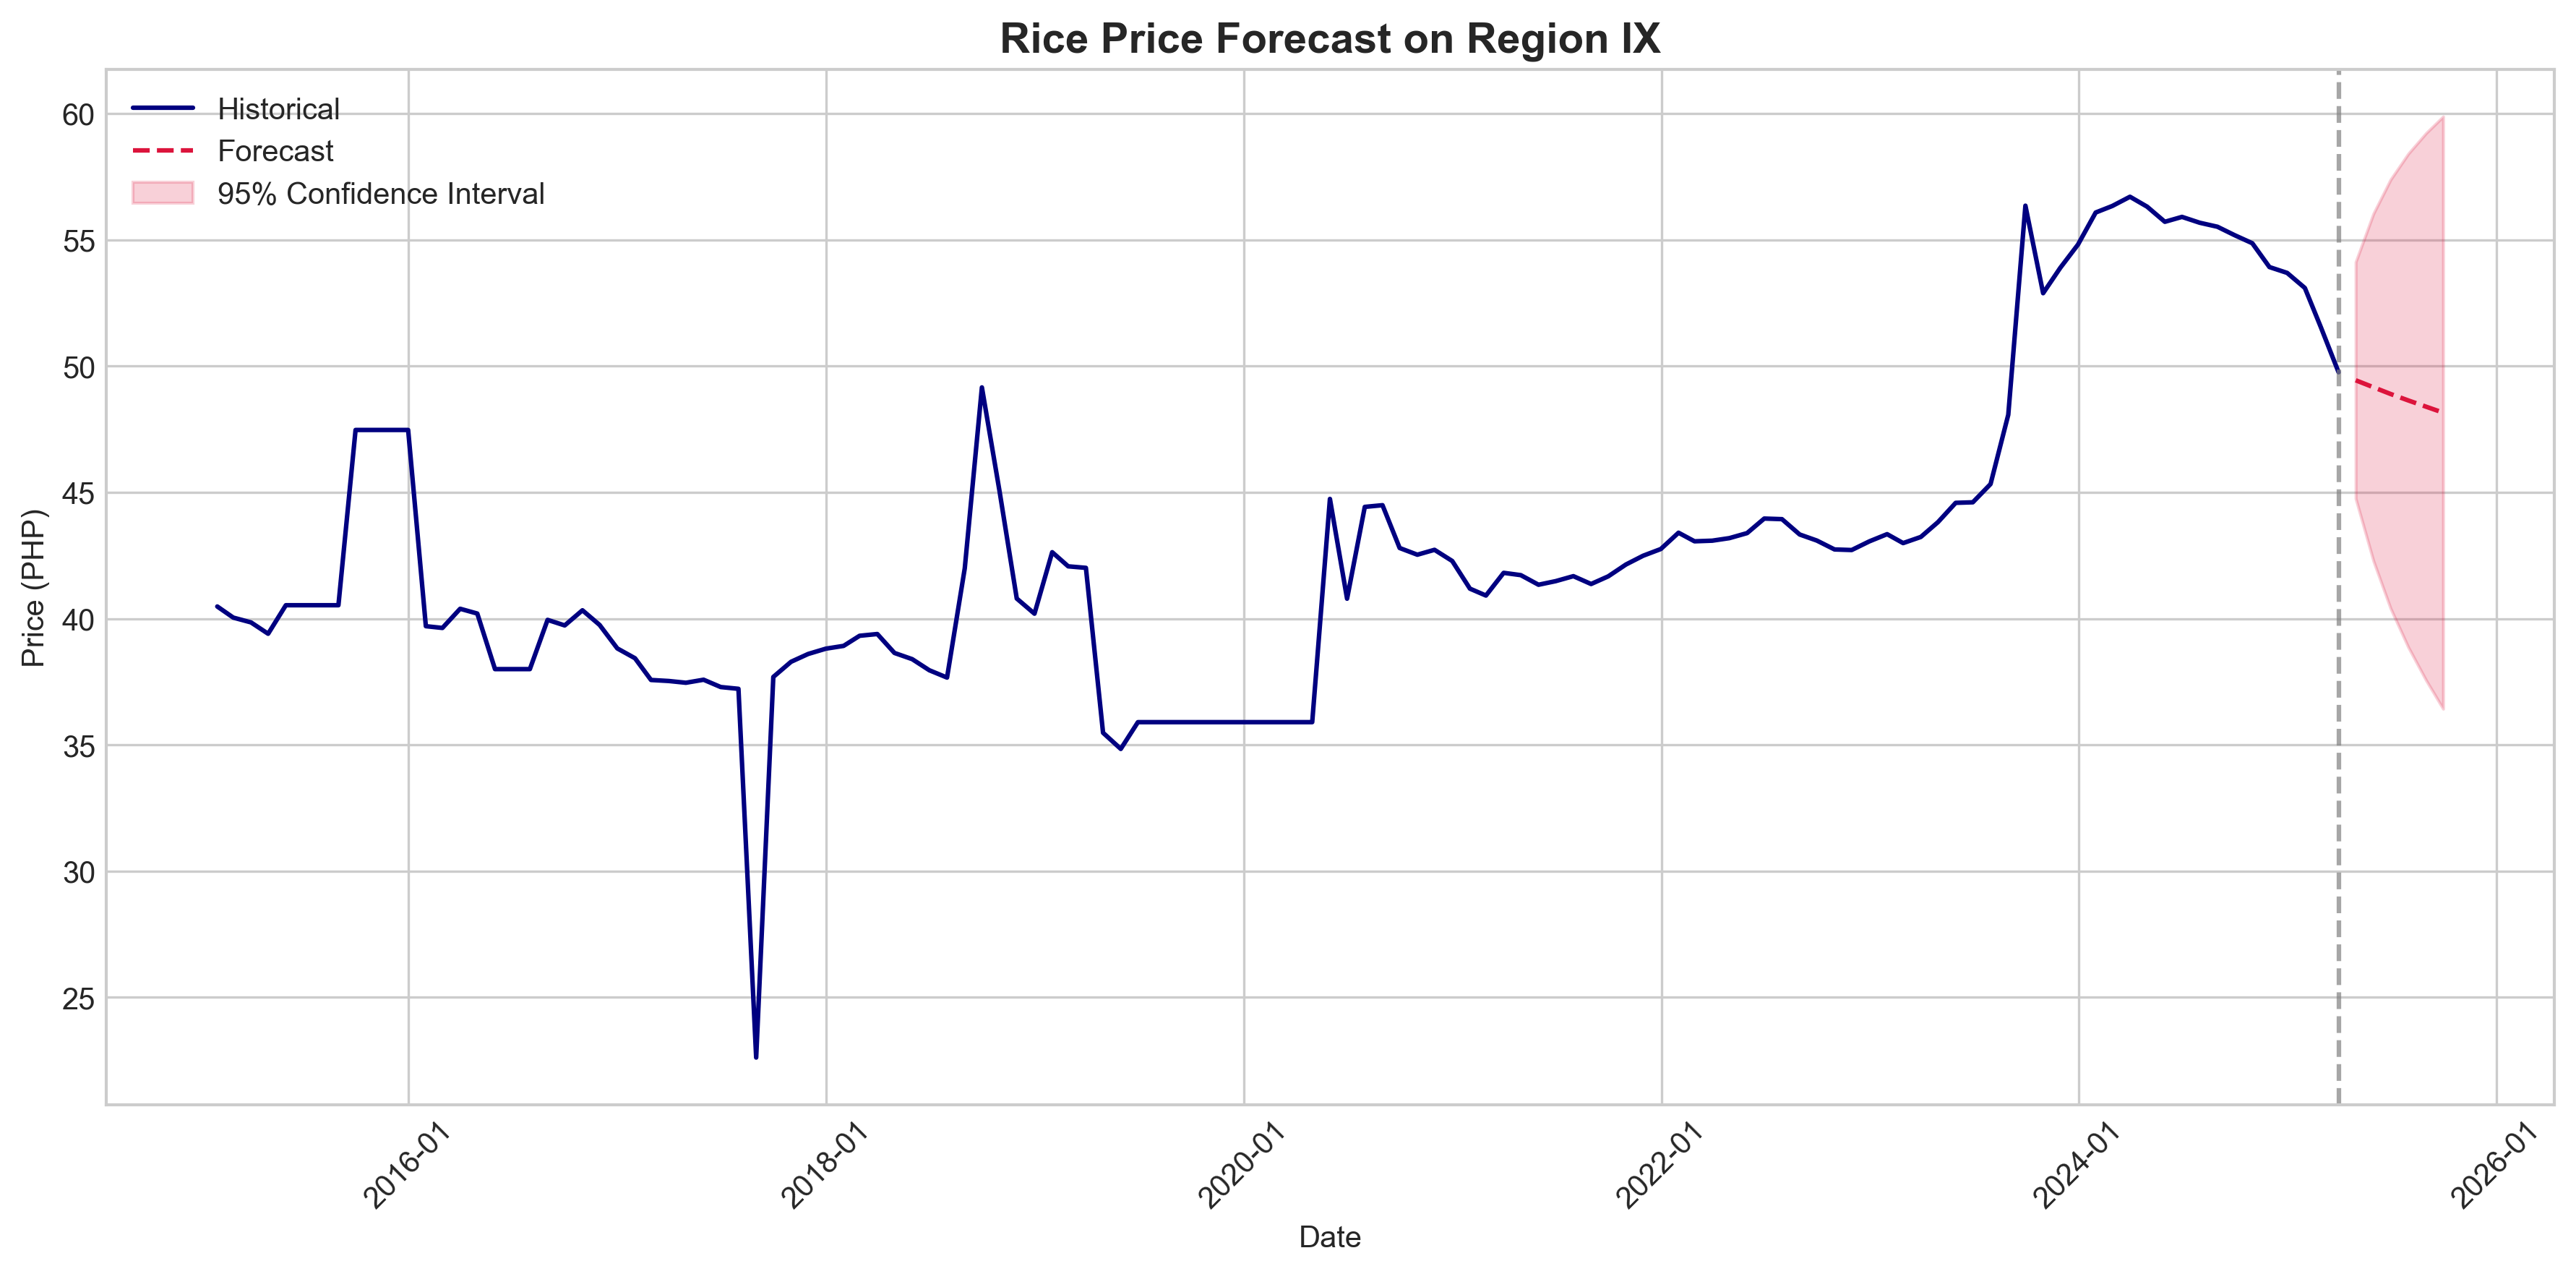 Rice Price Forecast on Region IX
Historical
Forecast
95% Confidence Interval
Price (PHP)
60
55
50
45
40
35
30
25
2016-01
2018-01
2020-01
2022-01
2024-01
2026-01
Date